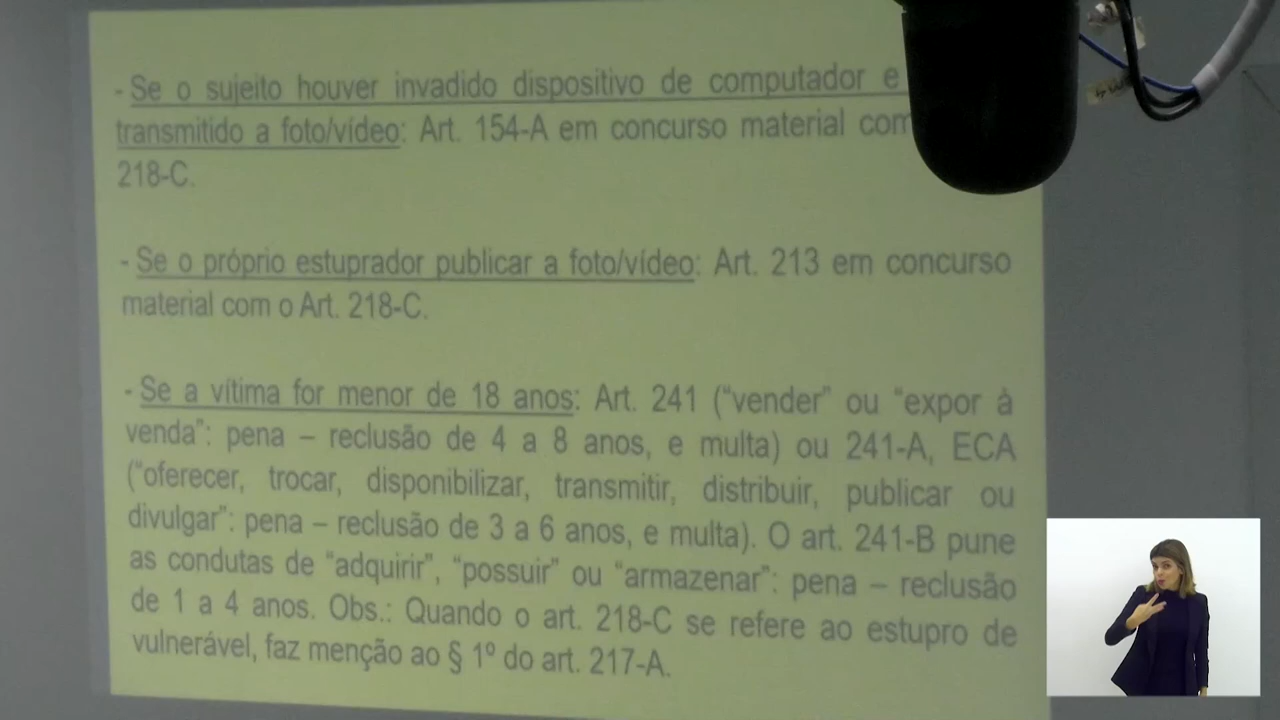 - Se o sujeito houver invadido dispositivo de computador e
transmitido a foto/vídeo: Art. 154-A em concurso material com
218-C.
- Se o próprio estuprador publicar a foto/vídeo: Art. 213 em concurso
material com o Art. 218-C.
- Se a vítima for menor de 18 anos: Art. 241 (“vender” ou “expor à
venda”: pena – reclusão de 4 a 8 anos, e multa) ou 241-A, ECA
(“oferecer, trocar, disponibilizar, transmitir, distribuir, publicar ou
divulgar”: pena – reclusão de 3 a 6 anos, e multa). O art. 241-B pune
as condutas de “adquirir”, “possuir” ou “armazenar”: pena – reclusão
de 1 a 4 anos. Obs.: Quando o art. 218-C se refere ao estupro de
vulnerável, faz menção ao § 1º do art. 217-A.